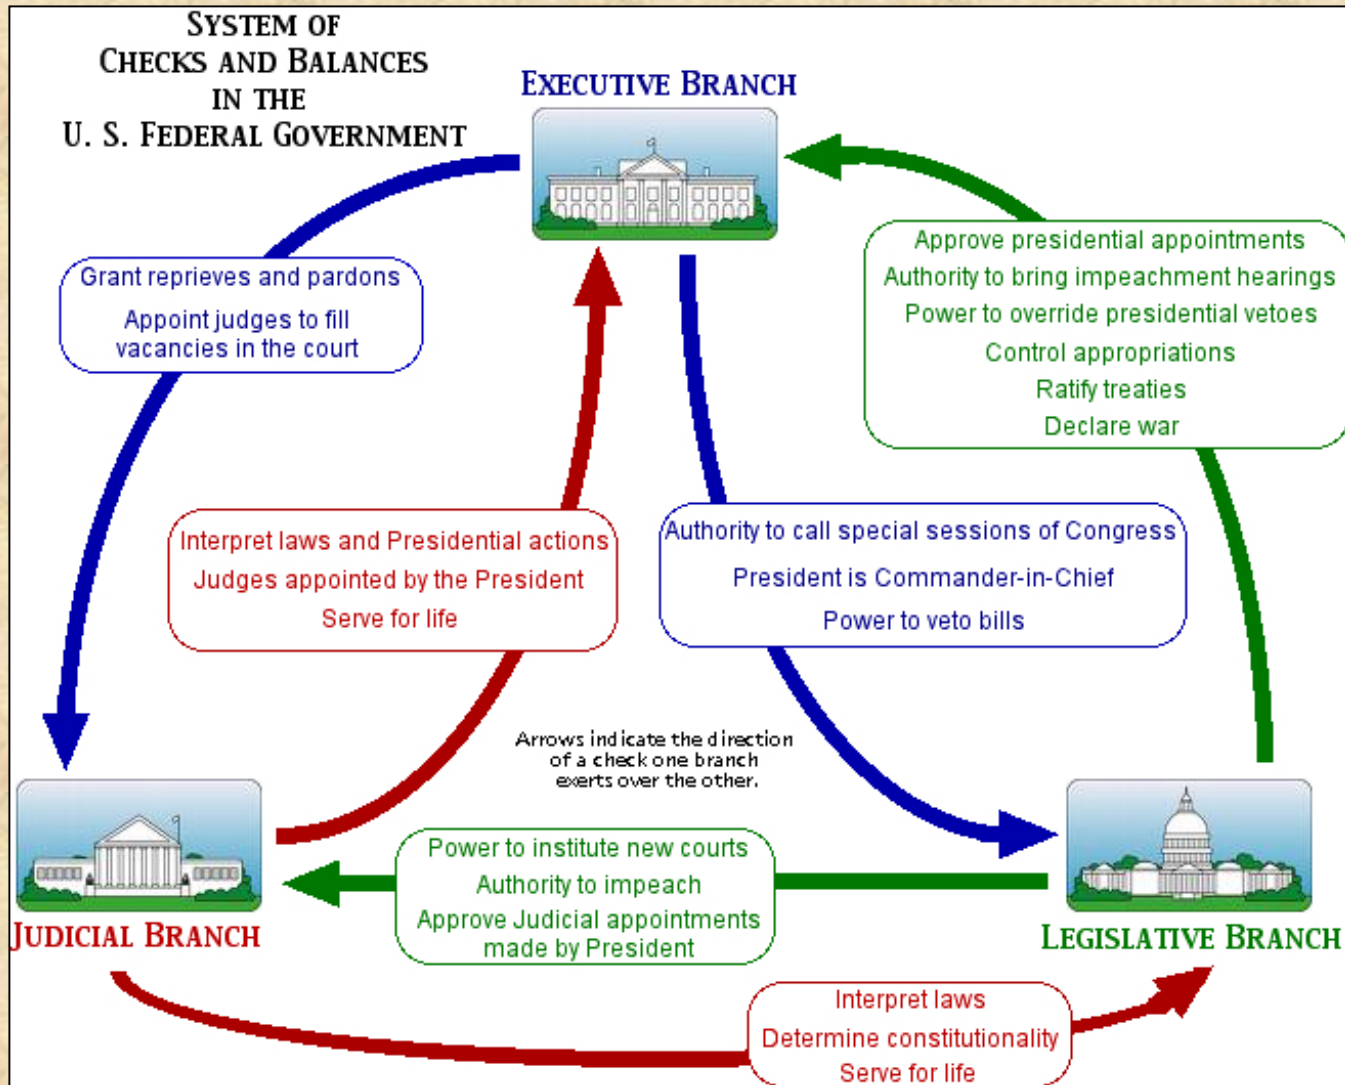 SYSTEM OF
CHECKS AND BALANCES
IN THE
U. S. FEDERAL GOVERNMENT
EXECUTIVE BRANCH
Grant reprieves and pardons
Appoint judges to fill
vacancies in the court
Approve presidential appointments
Authority to bring impeachment hearings
Power to override presidential vetoes
Control appropriations
Ratify treaties
Declare war
Interpret laws and Presidential actions
Judges appointed by the President
Serve for life
Authority to call special sessions of Congress
President is Commander-in-Chief
Power to veto bills
Arrows indicate the direction
of a check one branch
exerts over the other.
Power to institute new courts
Authority to impeach
Approve Judicial appointments
made by President
JUDICIAL BRANCH
LEGISLATIVE BRANCH
Interpret laws
Determine constitutionality
Serve for life